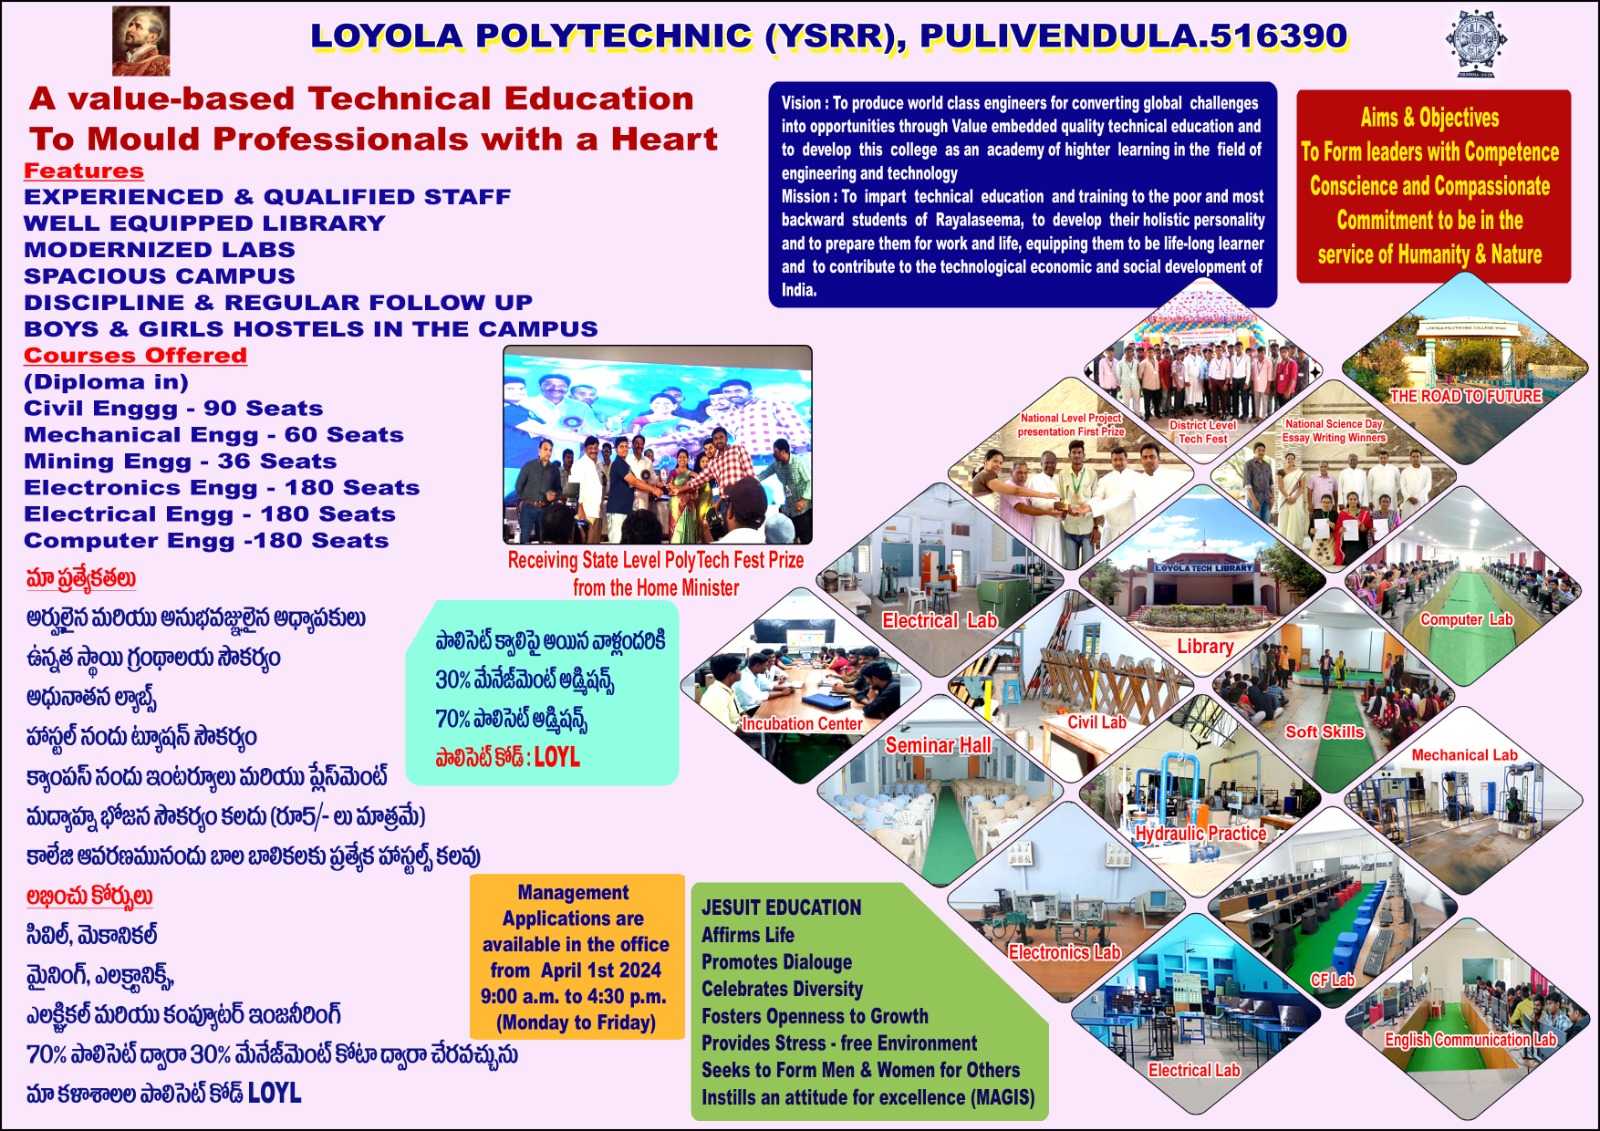 LOYOLA POLYTECHNIC (YSRR), PULIVENDULA.516390
A value-based Technical Education
To Mould Professionals with a Heart
Features
EXPERIENCED & QUALIFIED STAFF
WELL EQUIPPED LIBRARY
MODERNIZED LABS
SPACIOUS CAMPUS
DISCIPLINE & REGULAR FOLLOW UP
BOYS & GIRLS HOSTELS IN THE CAMPUS
Courses Offered
(Diploma in)
Civil Enggg - 90 Seats
Mechanical Engg - 60 Seats
Mining Engg - 36 Seats
Electronics Engg - 180 Seats
Electrical Engg - 180 Seats
Computer Engg -180 Seats
మా ప్రత్యేకతలు
అర్హులైన మరియు అనుభవజ్ఞులైన అధ్యాపకులు
ఉన్నత స్థాయి గ్రంథాలయ సౌకర్యం
అధునాతన ల్యాబ్స్
హాస్టల్ నందు ట్యూషన్ సౌకర్యం
క్యాంపస్ నందు ఇంటర్యూలు మరియు ప్లేస్‌మెంట్
మద్యాహ్న భోజన సౌకర్యం కలదు (రూ5/- లు మాత్రమే)
కాలేజి ఆవరణమునందు బాల బాలికలకు ప్రత్యేక హాస్టల్స్ కలవు
లభించు కోర్సులు
సివిల్, మెకానికల్
మైనింగ్, ఎలక్ట్రానిక్స్,
ఎలక్ట్రికల్ మరియు కంప్యూటర్ ఇంజనీరింగ్
70% పాలిసెట్ ద్వారా 30% మేనేజ్‌మెంట్ కోటా ద్వారా చేరవచ్చును
మా కళాశాలల పాలిసెట్ కోడ్ LOYL
Receiving State Level PolyTech Fest Prize
from the Home Minister
పాలిసెట్ క్వాలిఫై అయిన వాళ్లందరికి
30% మేనేజ్‌మెంట్ అడ్మిషన్స్
70% పాలిసెట్ అడ్మిషన్స్
పాలిసెట్ కోడ్ : LOYL
Management
Applications are
available in the office
from April 1st 2024
9:00 a.m. to 4:30 p.m.
(Monday to Friday)
JESUIT EDUCATION
Affirms Life
Promotes Dialouge
Celebrates Diversity
Fosters Openness to Growth
Provides Stress - free Environment
Seeks to Form Men & Women for Others
Instills an attitude for excellence (MAGIS)
Vision : To produce world class engineers for converting global challenges
into opportunities through Value embedded quality technical education and
to develop this college as an academy of highter learning in the field of
engineering and technology
Mission : To impart technical education and training to the poor and most
backward students of Rayalaseema, to develop their holistic personality
and to prepare them for work and life, equipping them to be life-long learner
and to contribute to the technological economic and social development of
India.
Aims & Objectives
To Form leaders with Competence
Conscience and Compassionate
Commitment to be in the
service of Humanity & Nature
THE ROAD TO FUTURE
District Level
Tech Fest
National Level Project
presentation First Prize
National Science Day
Essay Writing Winners
Electrical Lab
LOYOLA TECH LIBRARY
Library
Computer Lab
Incubation Center
Civil Lab
Soft Skills
Seminar Hall
Hydraulic Practice
Mechanical Lab
Electronics Lab
CF Lab
Electrical Lab
English Communication Lab